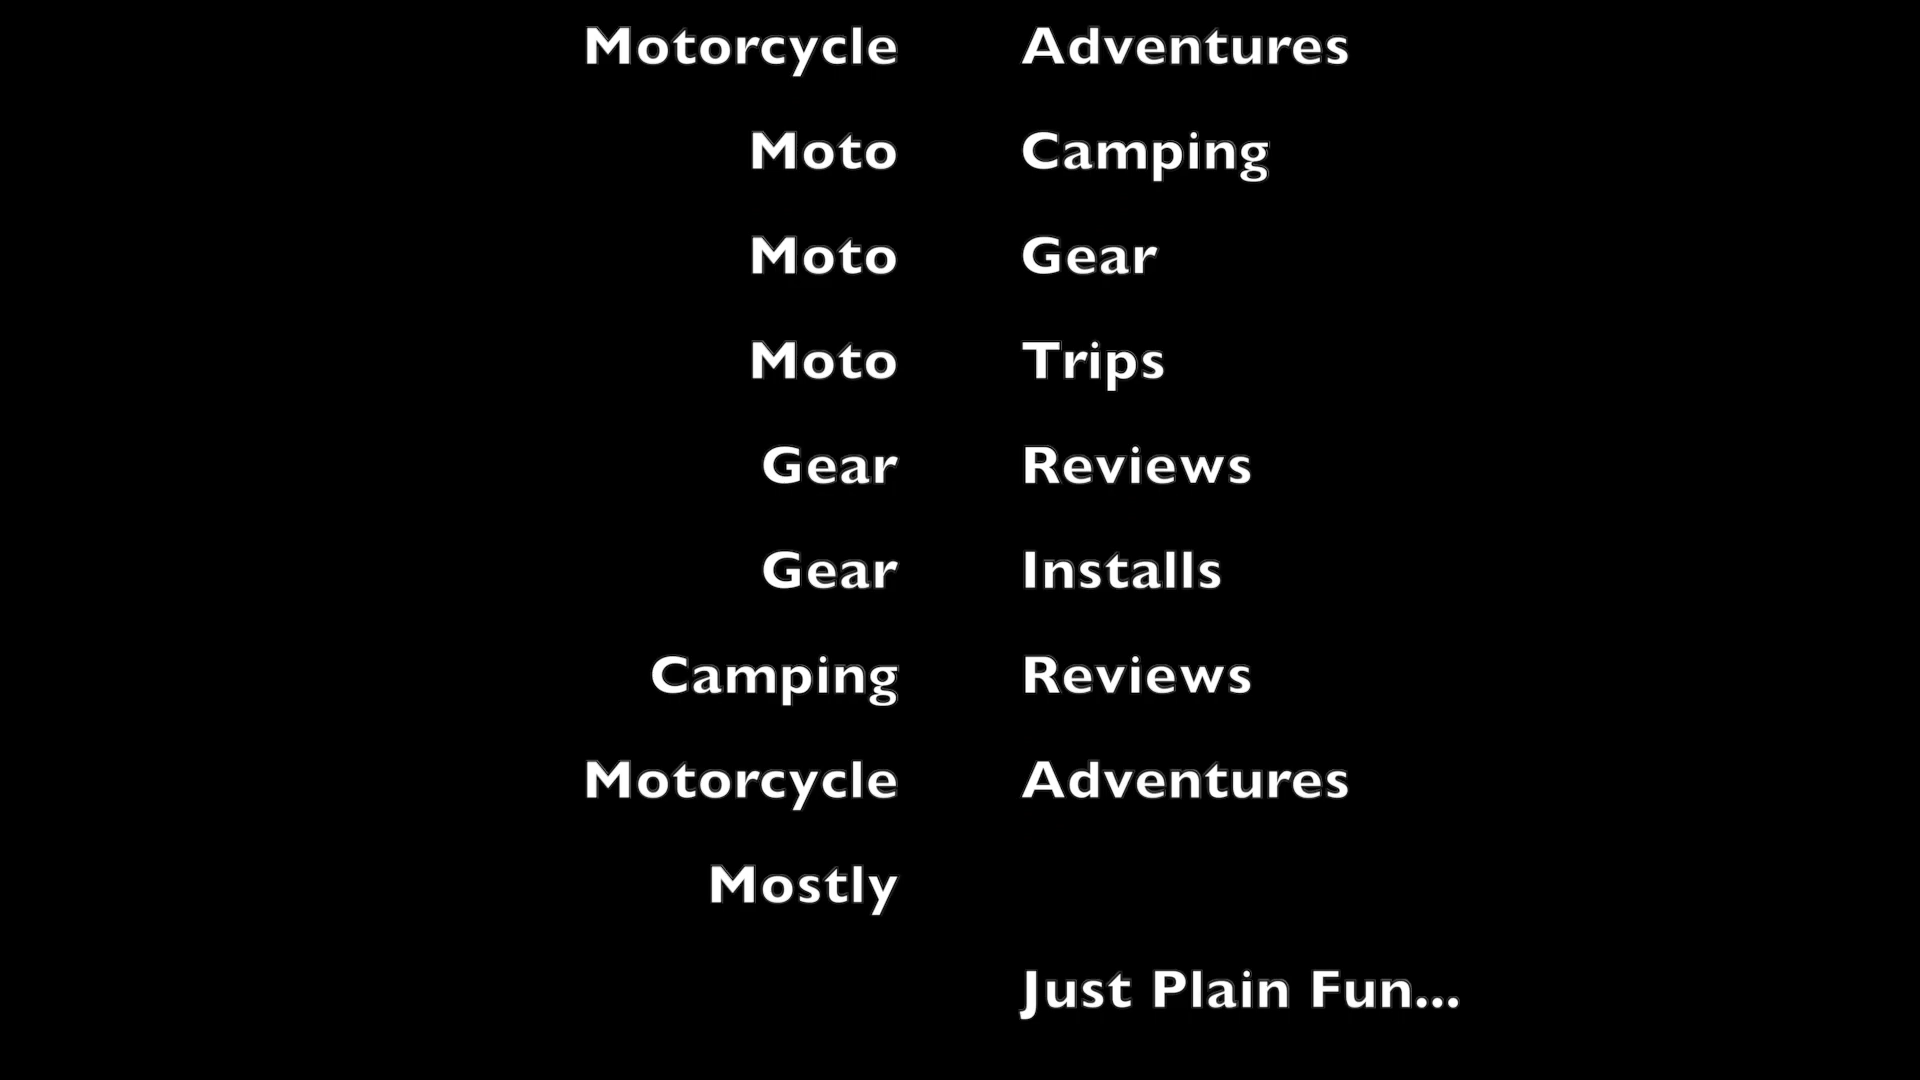 Motorcycle Adventures
Moto Camping
Moto Gear
Moto Trips
Gear Reviews
Gear Installs
Camping Reviews
Motorcycle Adventures
Mostly
Just Plain Fun...